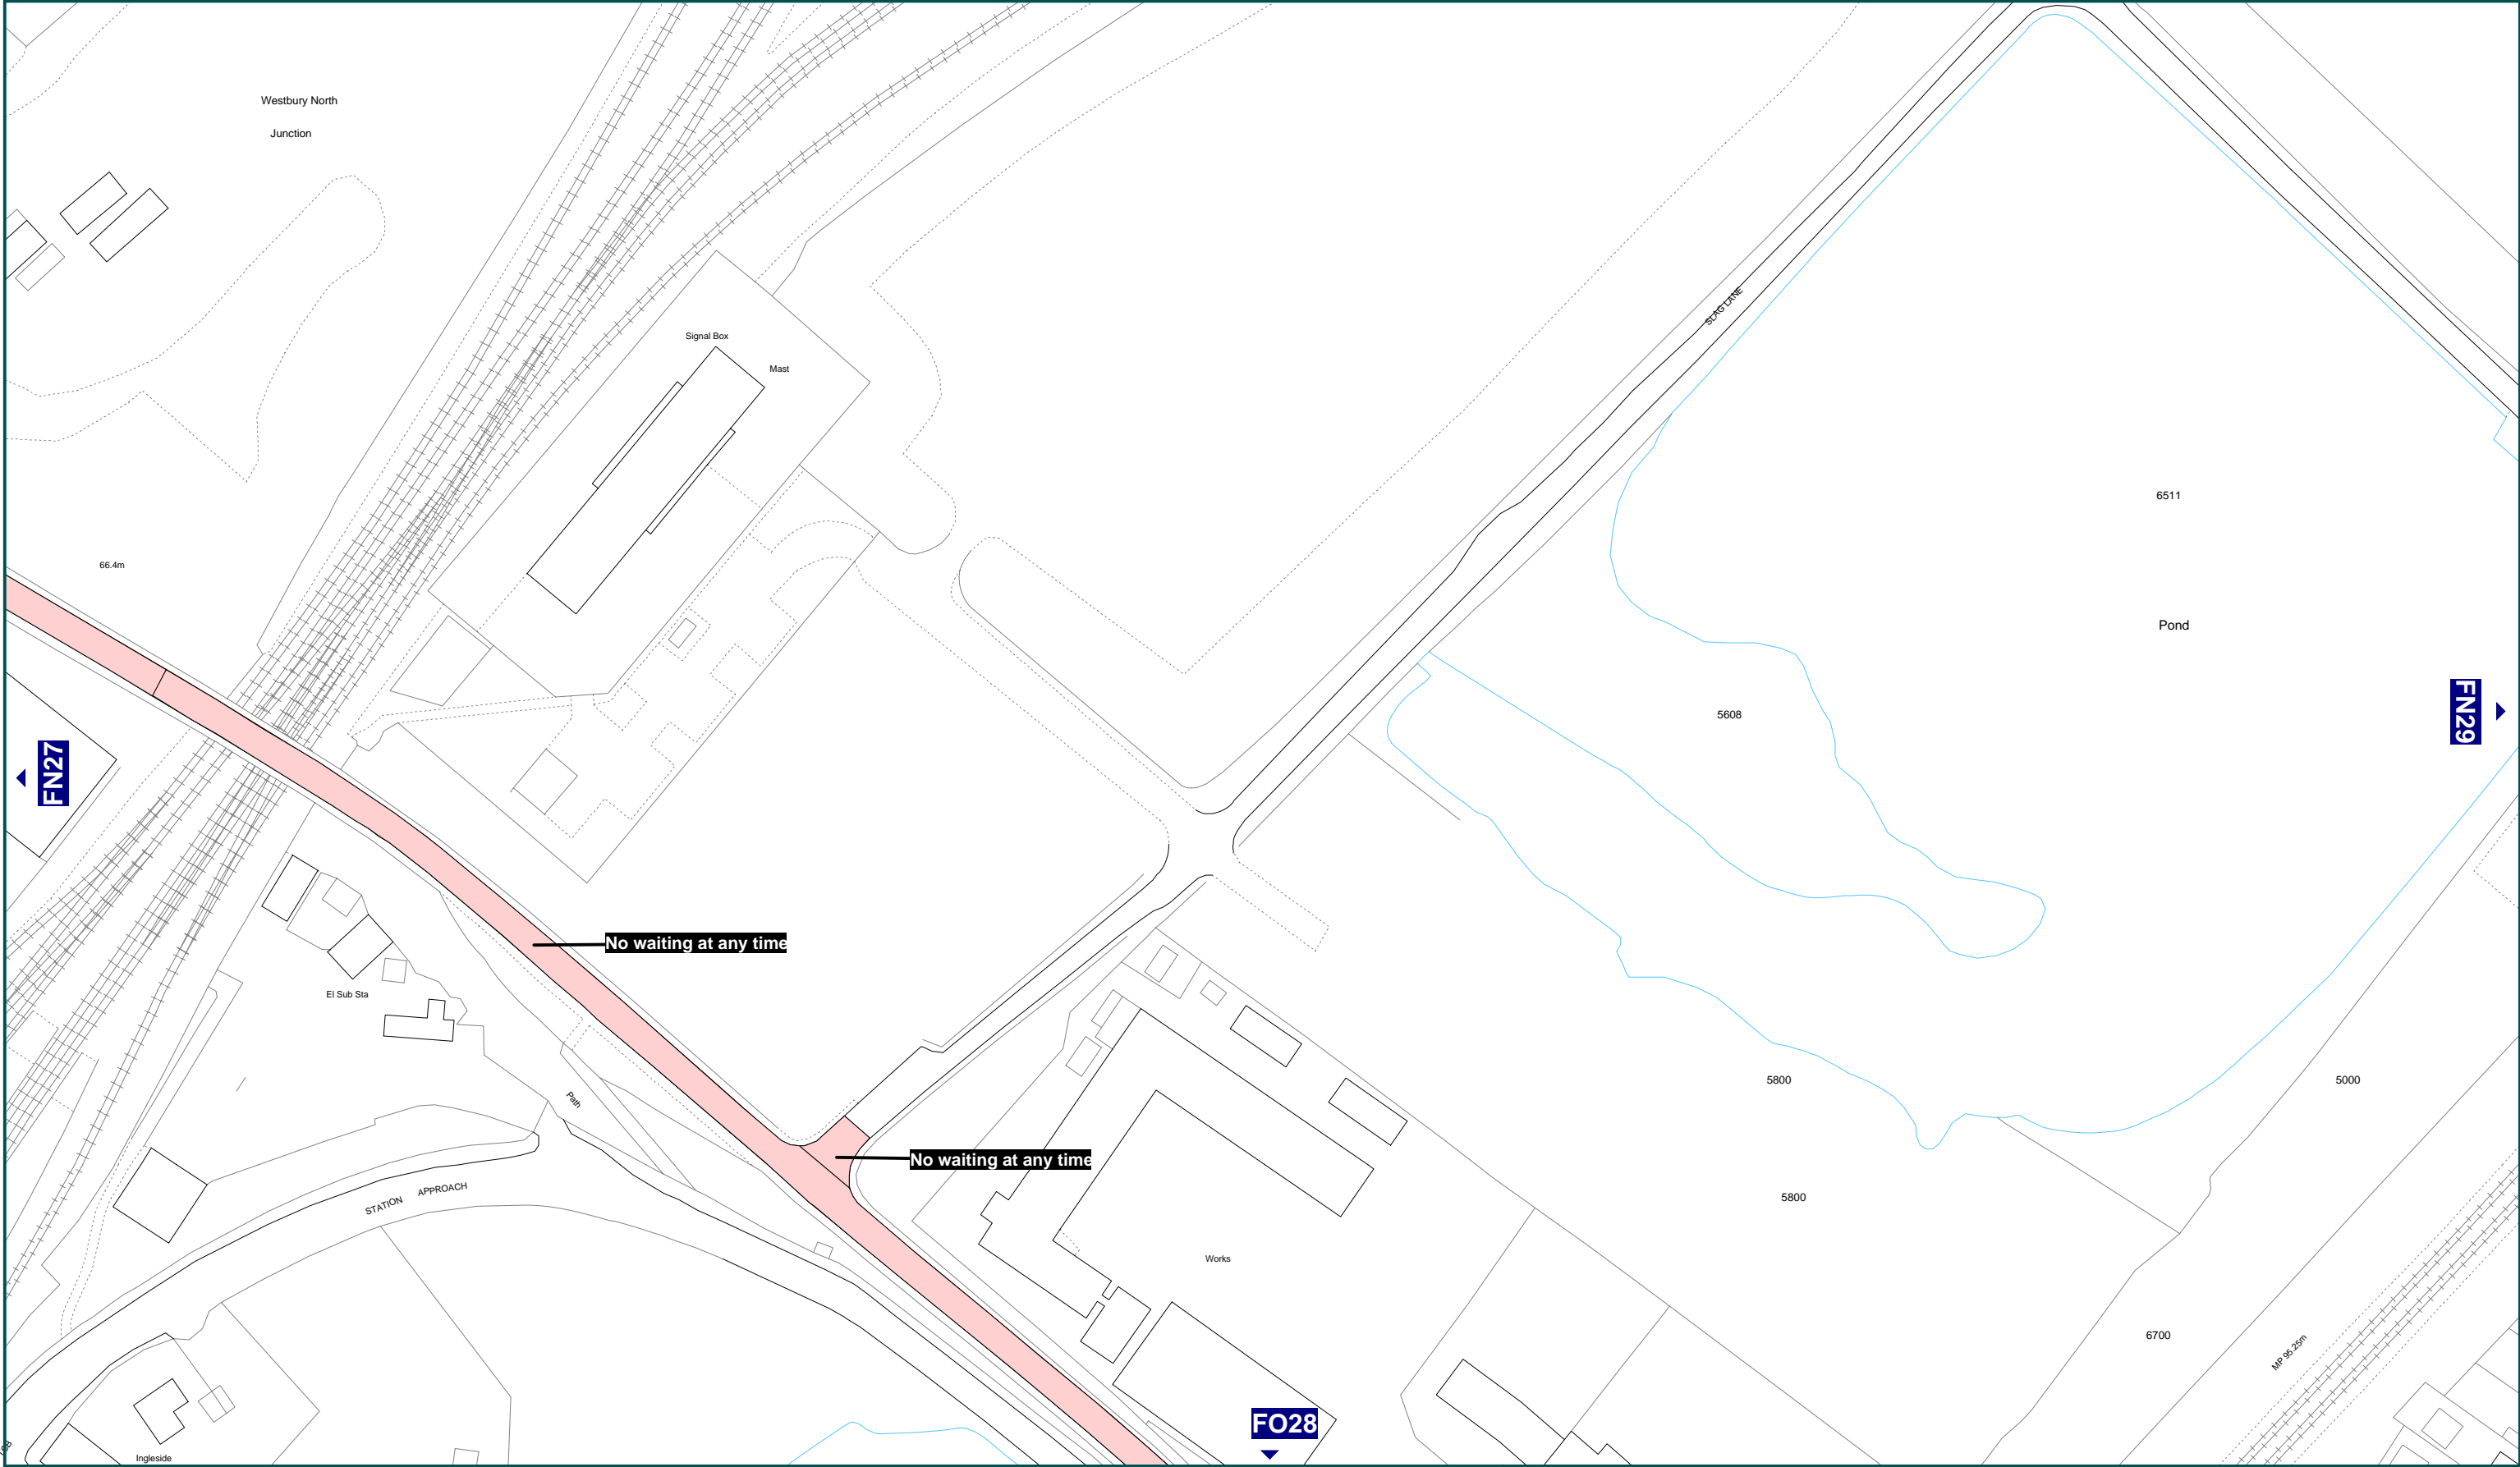 Westbury North
Junction
SLAG LANE
Signal Box
Mast
6511
66.4m
Pond
5608
FN29
FN27
No waiting at any time
El Sub Sta
5800
5000
Path
No waiting at any time
STATION APPROACH
5800
Works
6700
MP 95.25m
FO28
Ingleside